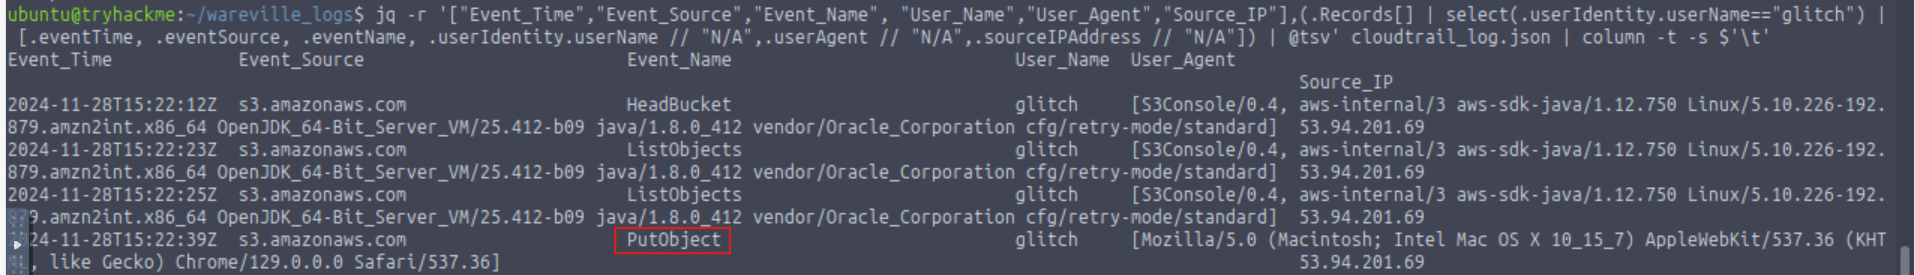 ubuntu@tryhackme:~/wareville_logs$ jq -r '["Event_Time","Event_Source","Event_Name", "User_Name","User_Agent","Source_IP"],(.Records[] | select(.userIdentity.userName=="glitch") |
[.eventTime, .eventSource, .eventName, .userIdentity.userName // "N/A",.userAgent // "N/A",.sourceIPAddress // "N/A"]) | @tsv' cloudtrail_log.json | column -t -s $'\t'
Event_Time Event_Source Event_Name User_Name User_Agent
Source_IP
2024-11-28T15:22:12Z s3.amazonaws.com HeadBucket glitch [S3Console/0.4, aws-internal/3 aws-sdk-java/1.12.750 Linux/5.10.226-192.
879.amzn2int.x86_64 OpenJDK_64-Bit_Server_VM/25.412-b09 java/1.8.0_412 vendor/Oracle_Corporation cfg/retry-mode/standard] 53.94.201.69
2024-11-28T15:22:23Z s3.amazonaws.com ListObjects glitch [S3Console/0.4, aws-internal/3 aws-sdk-java/1.12.750 Linux/5.10.226-192.
879.amzn2int.x86_64 OpenJDK_64-Bit_Server_VM/25.412-b09 java/1.8.0_412 vendor/Oracle_Corporation cfg/retry-mode/standard] 53.94.201.69
2024-11-28T15:22:25Z s3.amazonaws.com ListObjects glitch [S3Console/0.4, aws-internal/3 aws-sdk-java/1.12.750 Linux/5.10.226-192.
9.amzn2int.x86_64 OpenJDK_64-Bit_Server_VM/25.412-b09 java/1.8.0_412 vendor/Oracle_Corporation cfg/retry-mode/standard] 53.94.201.69
24-11-28T15:22:39Z s3.amazonaws.com PutObject glitch [Mozilla/5.0 (Macintosh; Intel Mac OS X 10_15_7) AppleWebKit/537.36 (KHT
, like Gecko) Chrome/129.0.0.0 Safari/537.36] 53.94.201.69